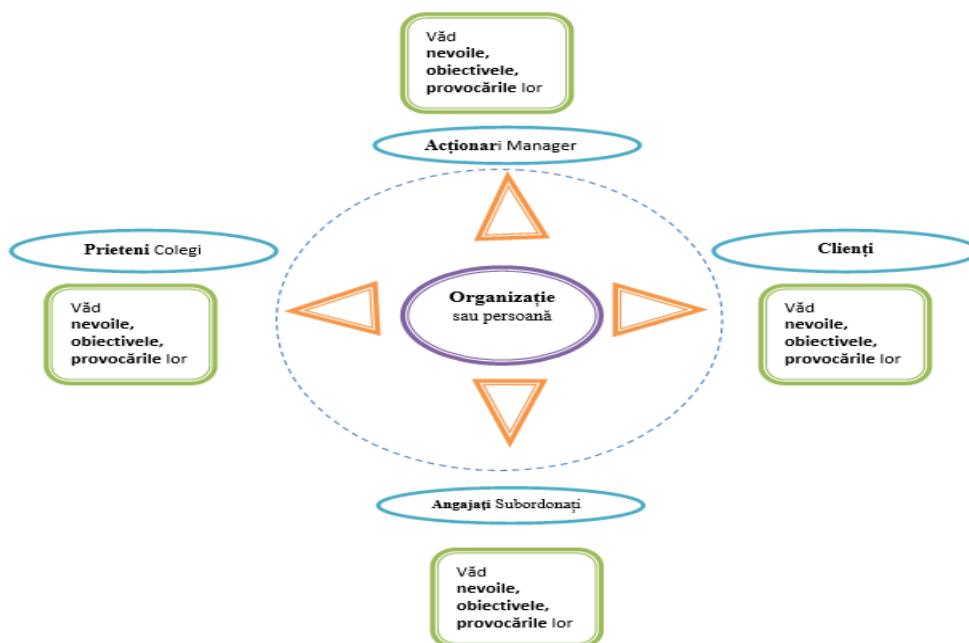 Văd
nevoile,
obiectivele,
provocările lor
Acționari Manager
Prieteni Colegi
Clienți
Organizație
sau persoană
Văd
nevoile,
obiectivele,
provocările lor
Văd
nevoile,
obiectivele,
provocările lor
Angajați Subordonați
Văd
nevoile,
obiectivele,
provocările lor